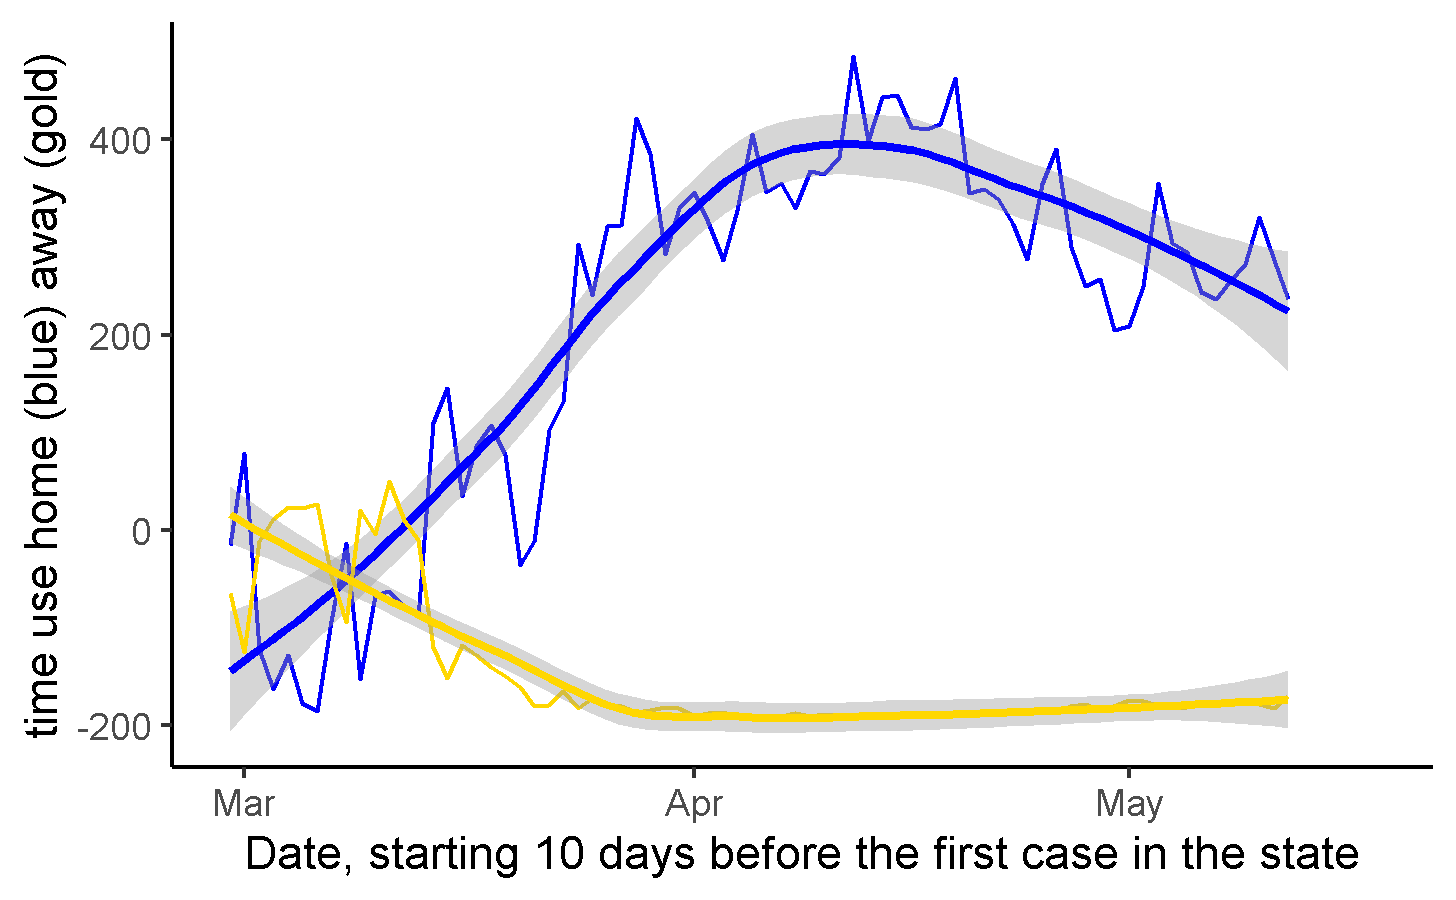 time use home (blue) away (gold)
400
200
0
-200
Mar
Apr
May
Date, starting 10 days before the first case in the state